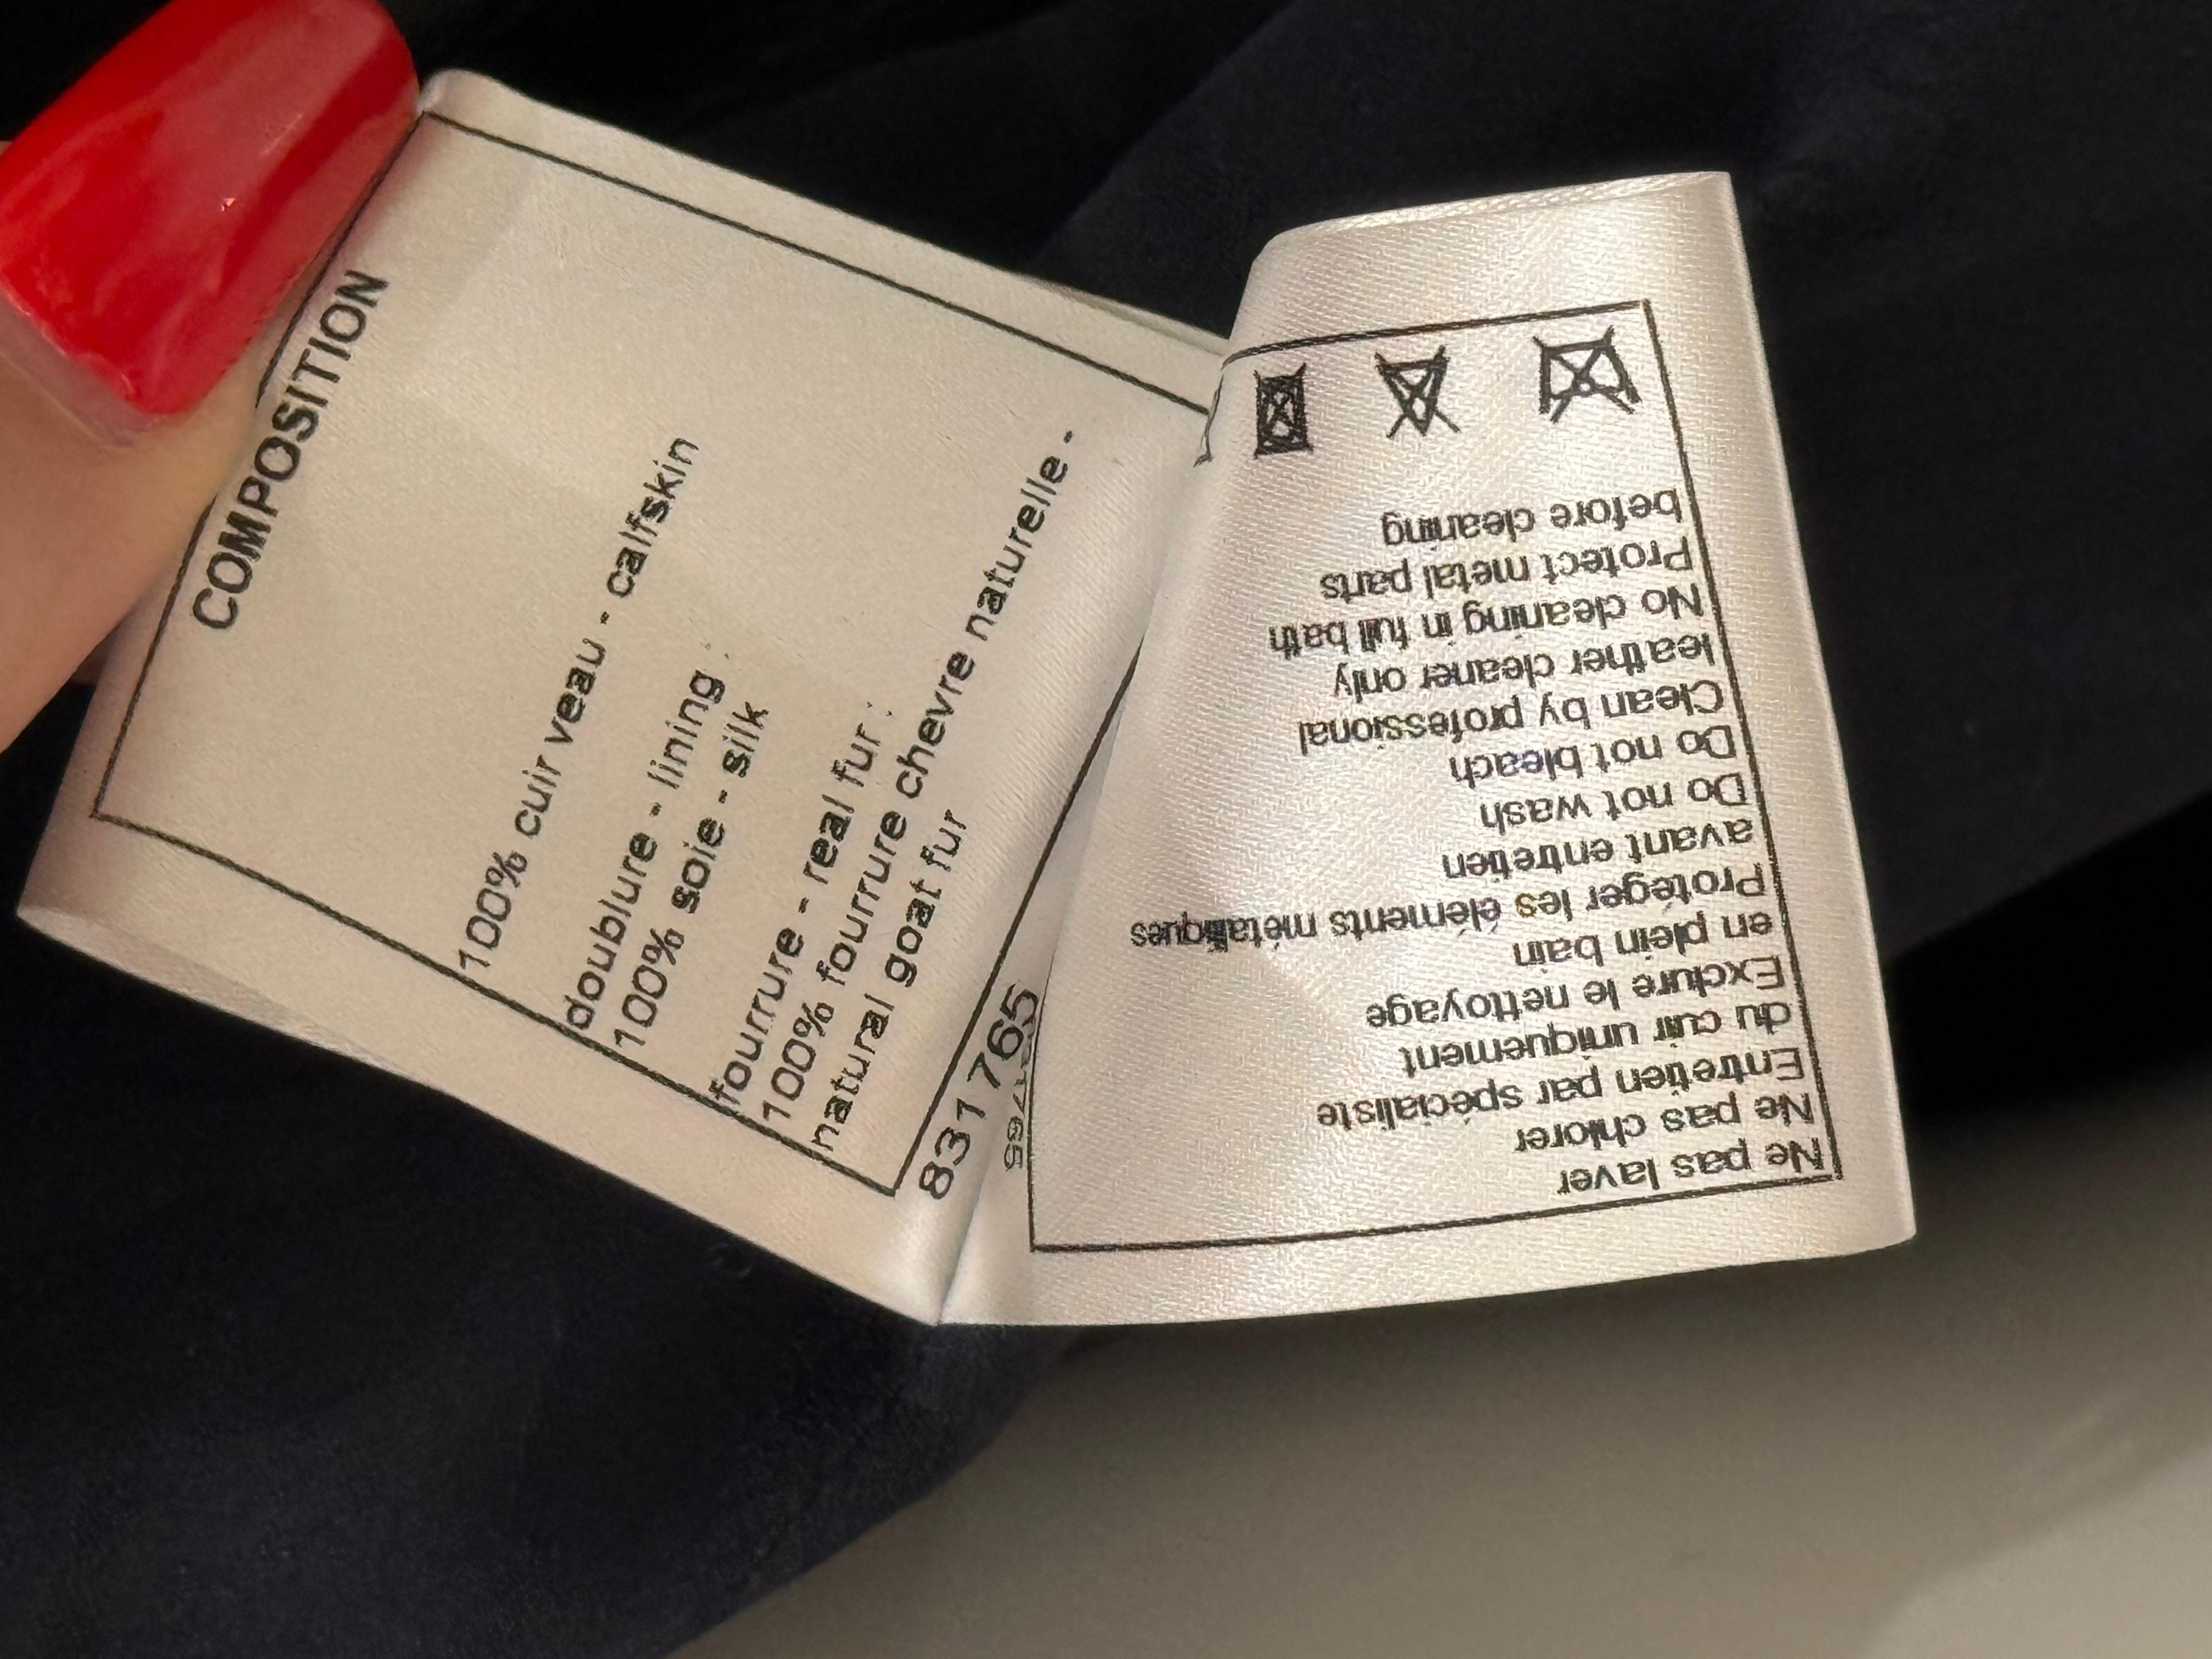 COMPOSITION
100% cuir veau - calfskin
doublure - lining :
100% soie - silk
fourrure - real fur :
100% fourrure chevre naturelle -
natural goat fur
831765
Ne pas laver
Ne pas chlorer
Entretien par spécialiste
du cuir uniquement
Exclure le nettoyage
en plein bain
Protéger les éléments métalliques
avant entretien
Do not wash
Do not bleach
Clean by professional
leather cleaner only
No cleaning in full bath
Protect metal parts
before cleaning